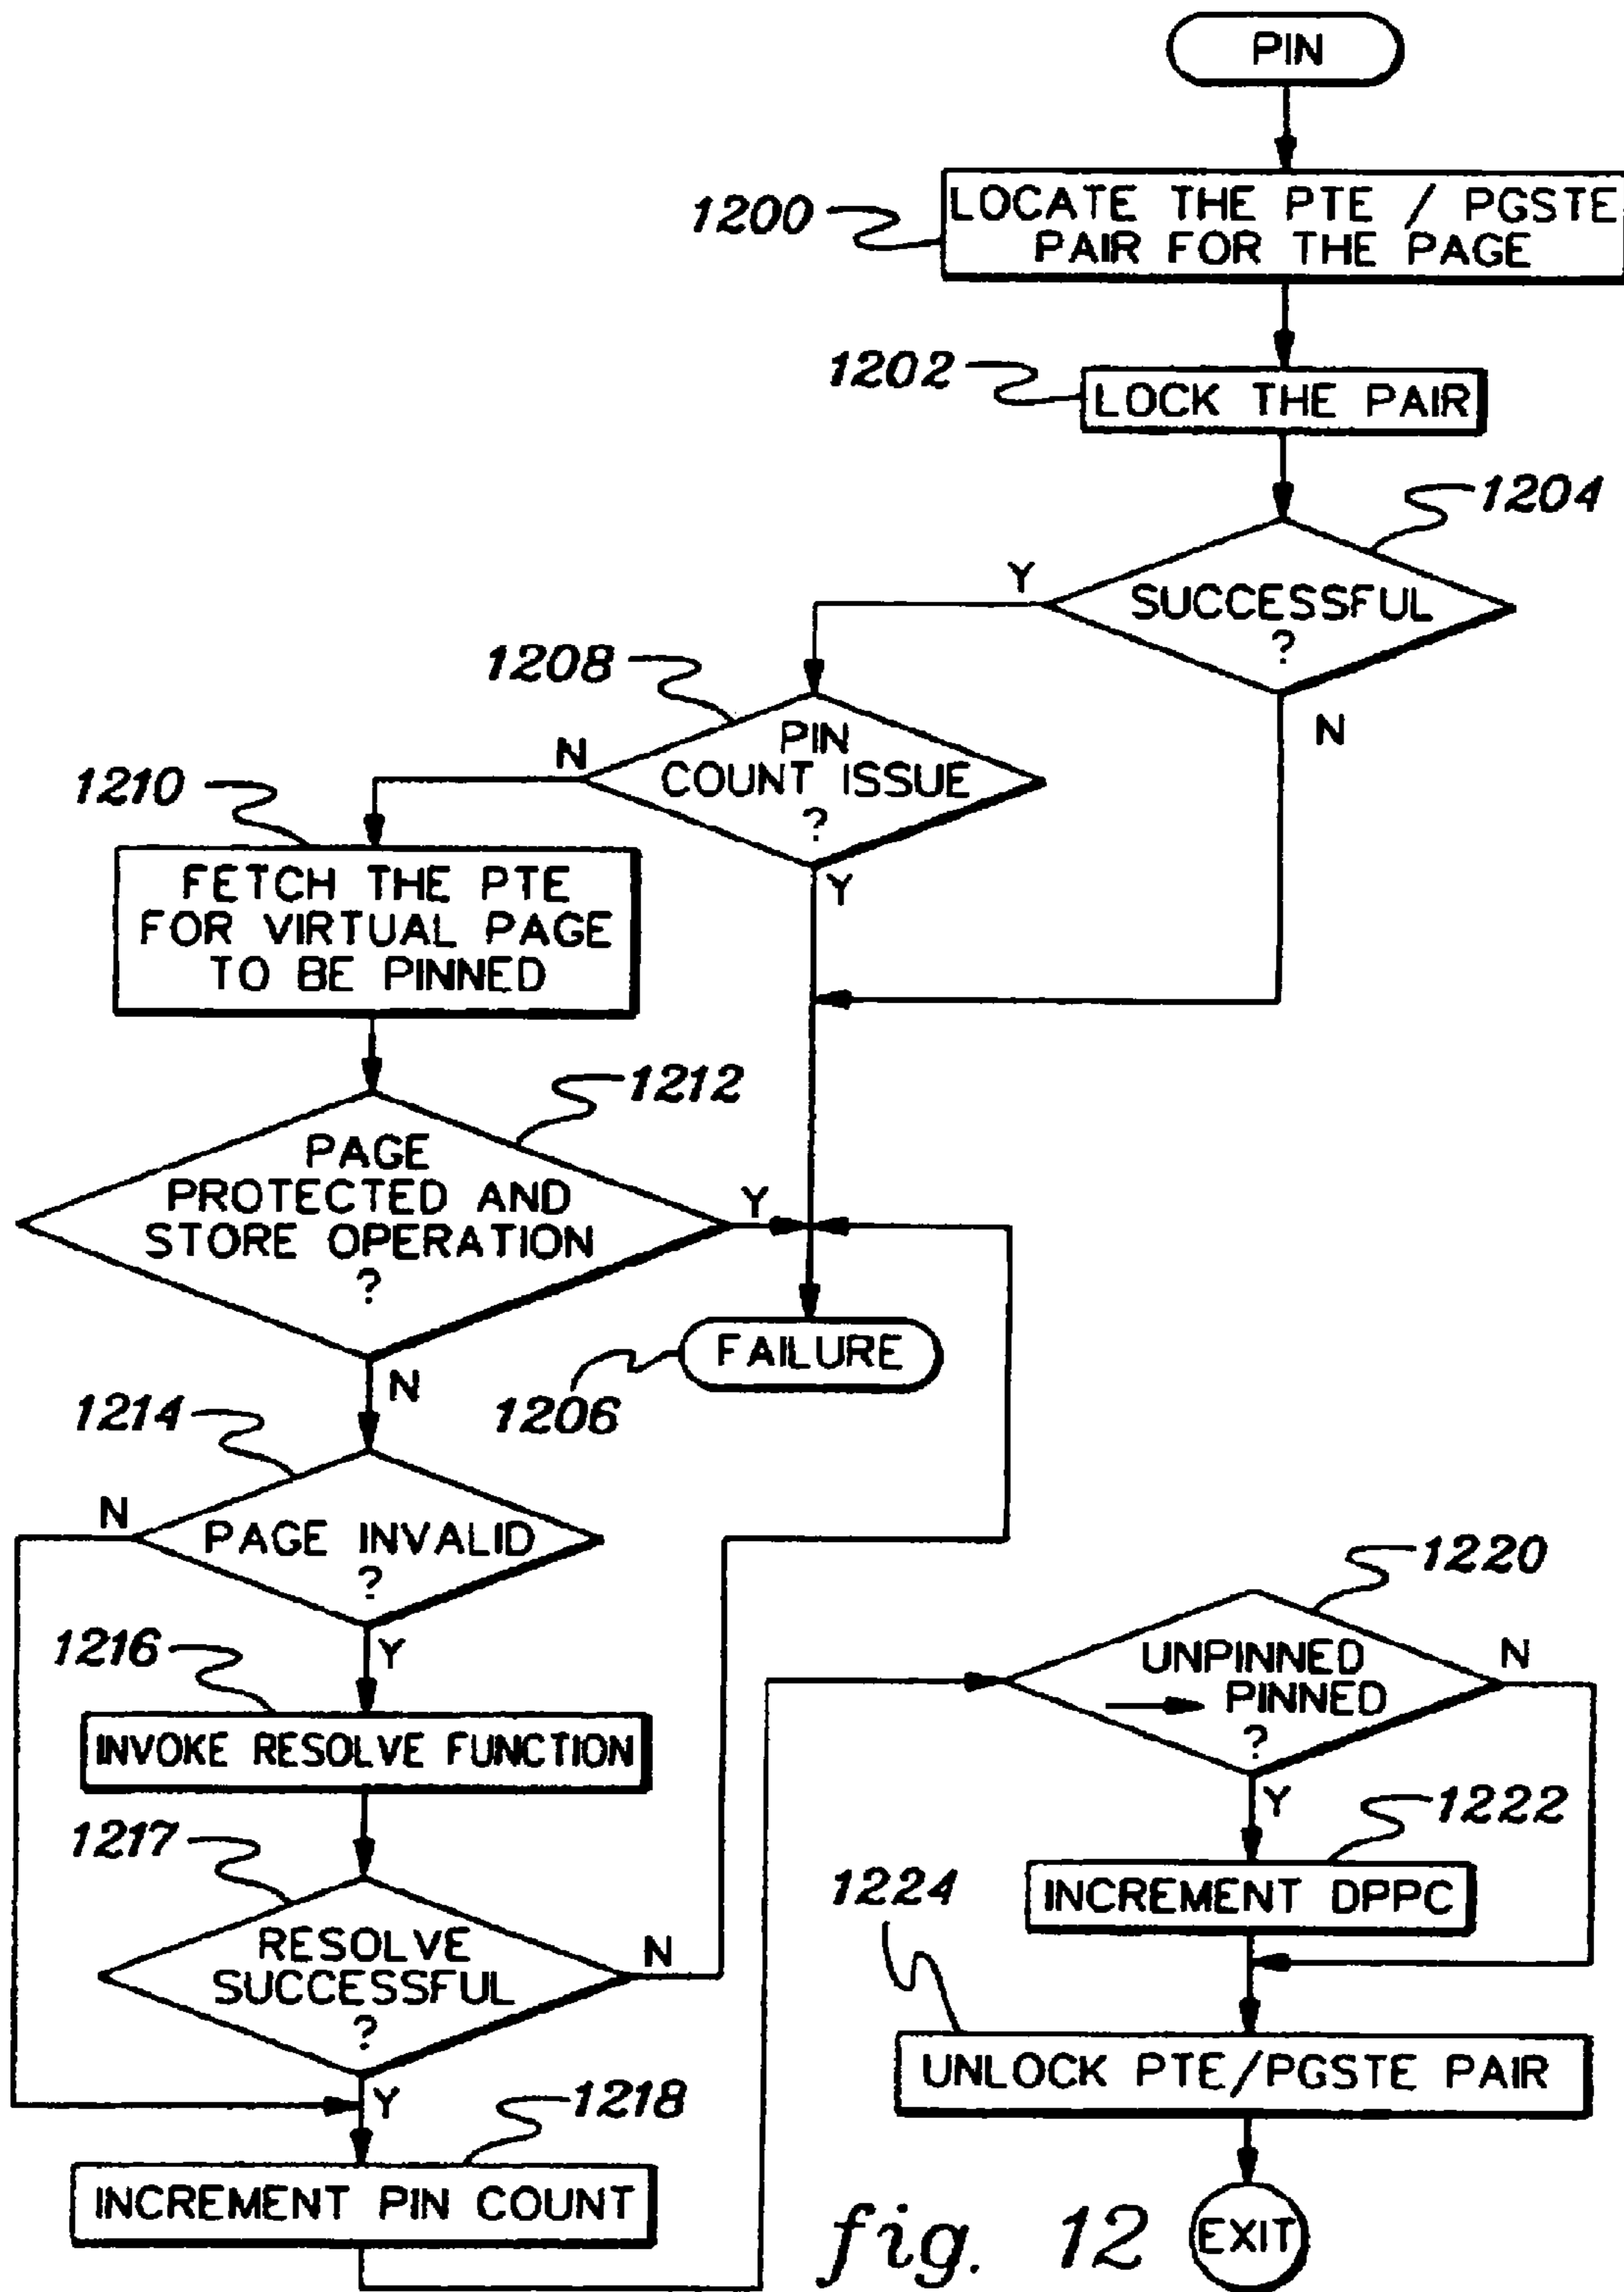 PIN
1200
LOCATE THE PTE / PGSTE
PAIR FOR THE PAGE
1202
LOCK THE PAIR
1204
SUCCESSFUL
?
Y
N
1208
PIN
COUNT ISSUE
?
N
Y
1210
FETCH THE PTE
FOR VIRTUAL PAGE
TO BE PINNED
1212
PAGE
PROTECTED AND
STORE OPERATION
?
Y
N
FAILURE
1206
1214
PAGE INVALID
?
N
Y
1216
INVOKE RESOLVE FUNCTION
1217
RESOLVE
SUCCESSFUL
?
N
Y
1218
INCREMENT PIN COUNT
1220
UNPINNED
→ PINNED
?
N
Y
1222
INCREMENT DPPC
1224
UNLOCK PTE/PGSTE PAIR
EXIT
fig. 12